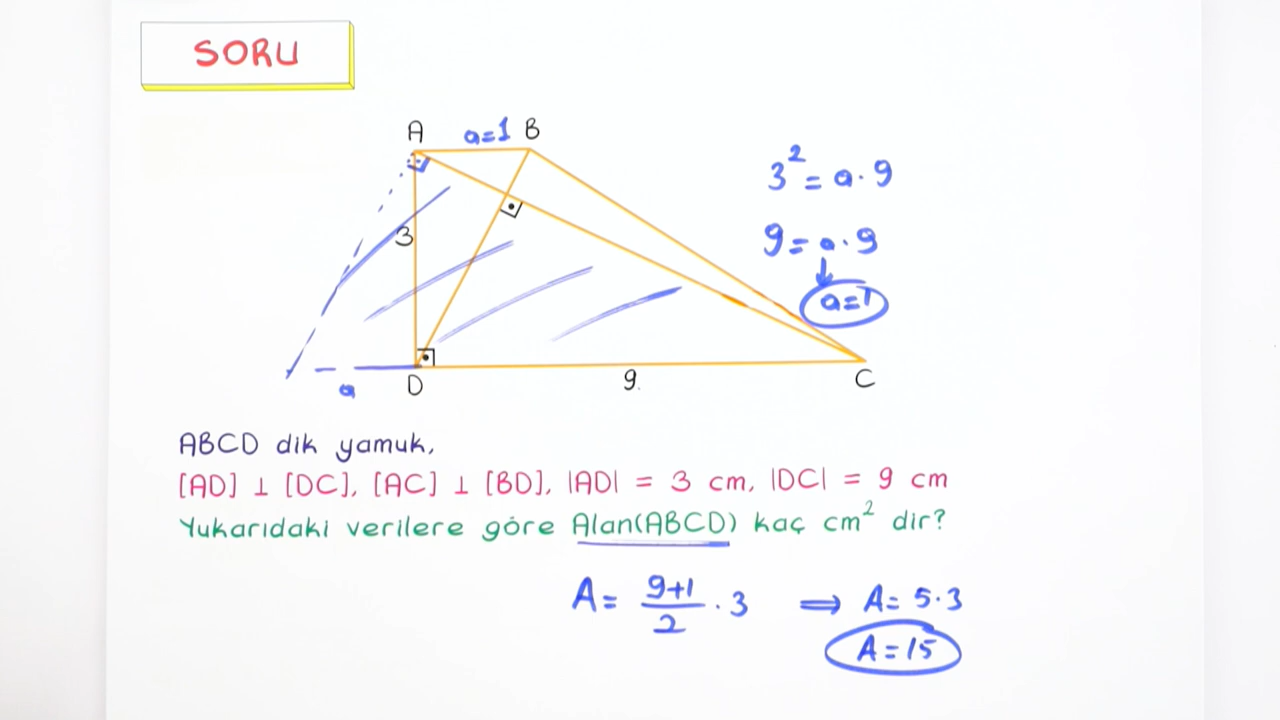 SORU
A a=1 B
3² = a·9
3
9 = a·9
a=1
a D 9. C
ABCD dik yamuk,
[AD] ⊥ [DC], [AC] ⊥ [BD], |AD| = 3 cm, |DC| = 9 cm
Yukarıdaki verilere göre Alan(ABCD) kaç cm² dir?
A = 9+1/2 · 3 ⇒ A = 5·3
A = 15